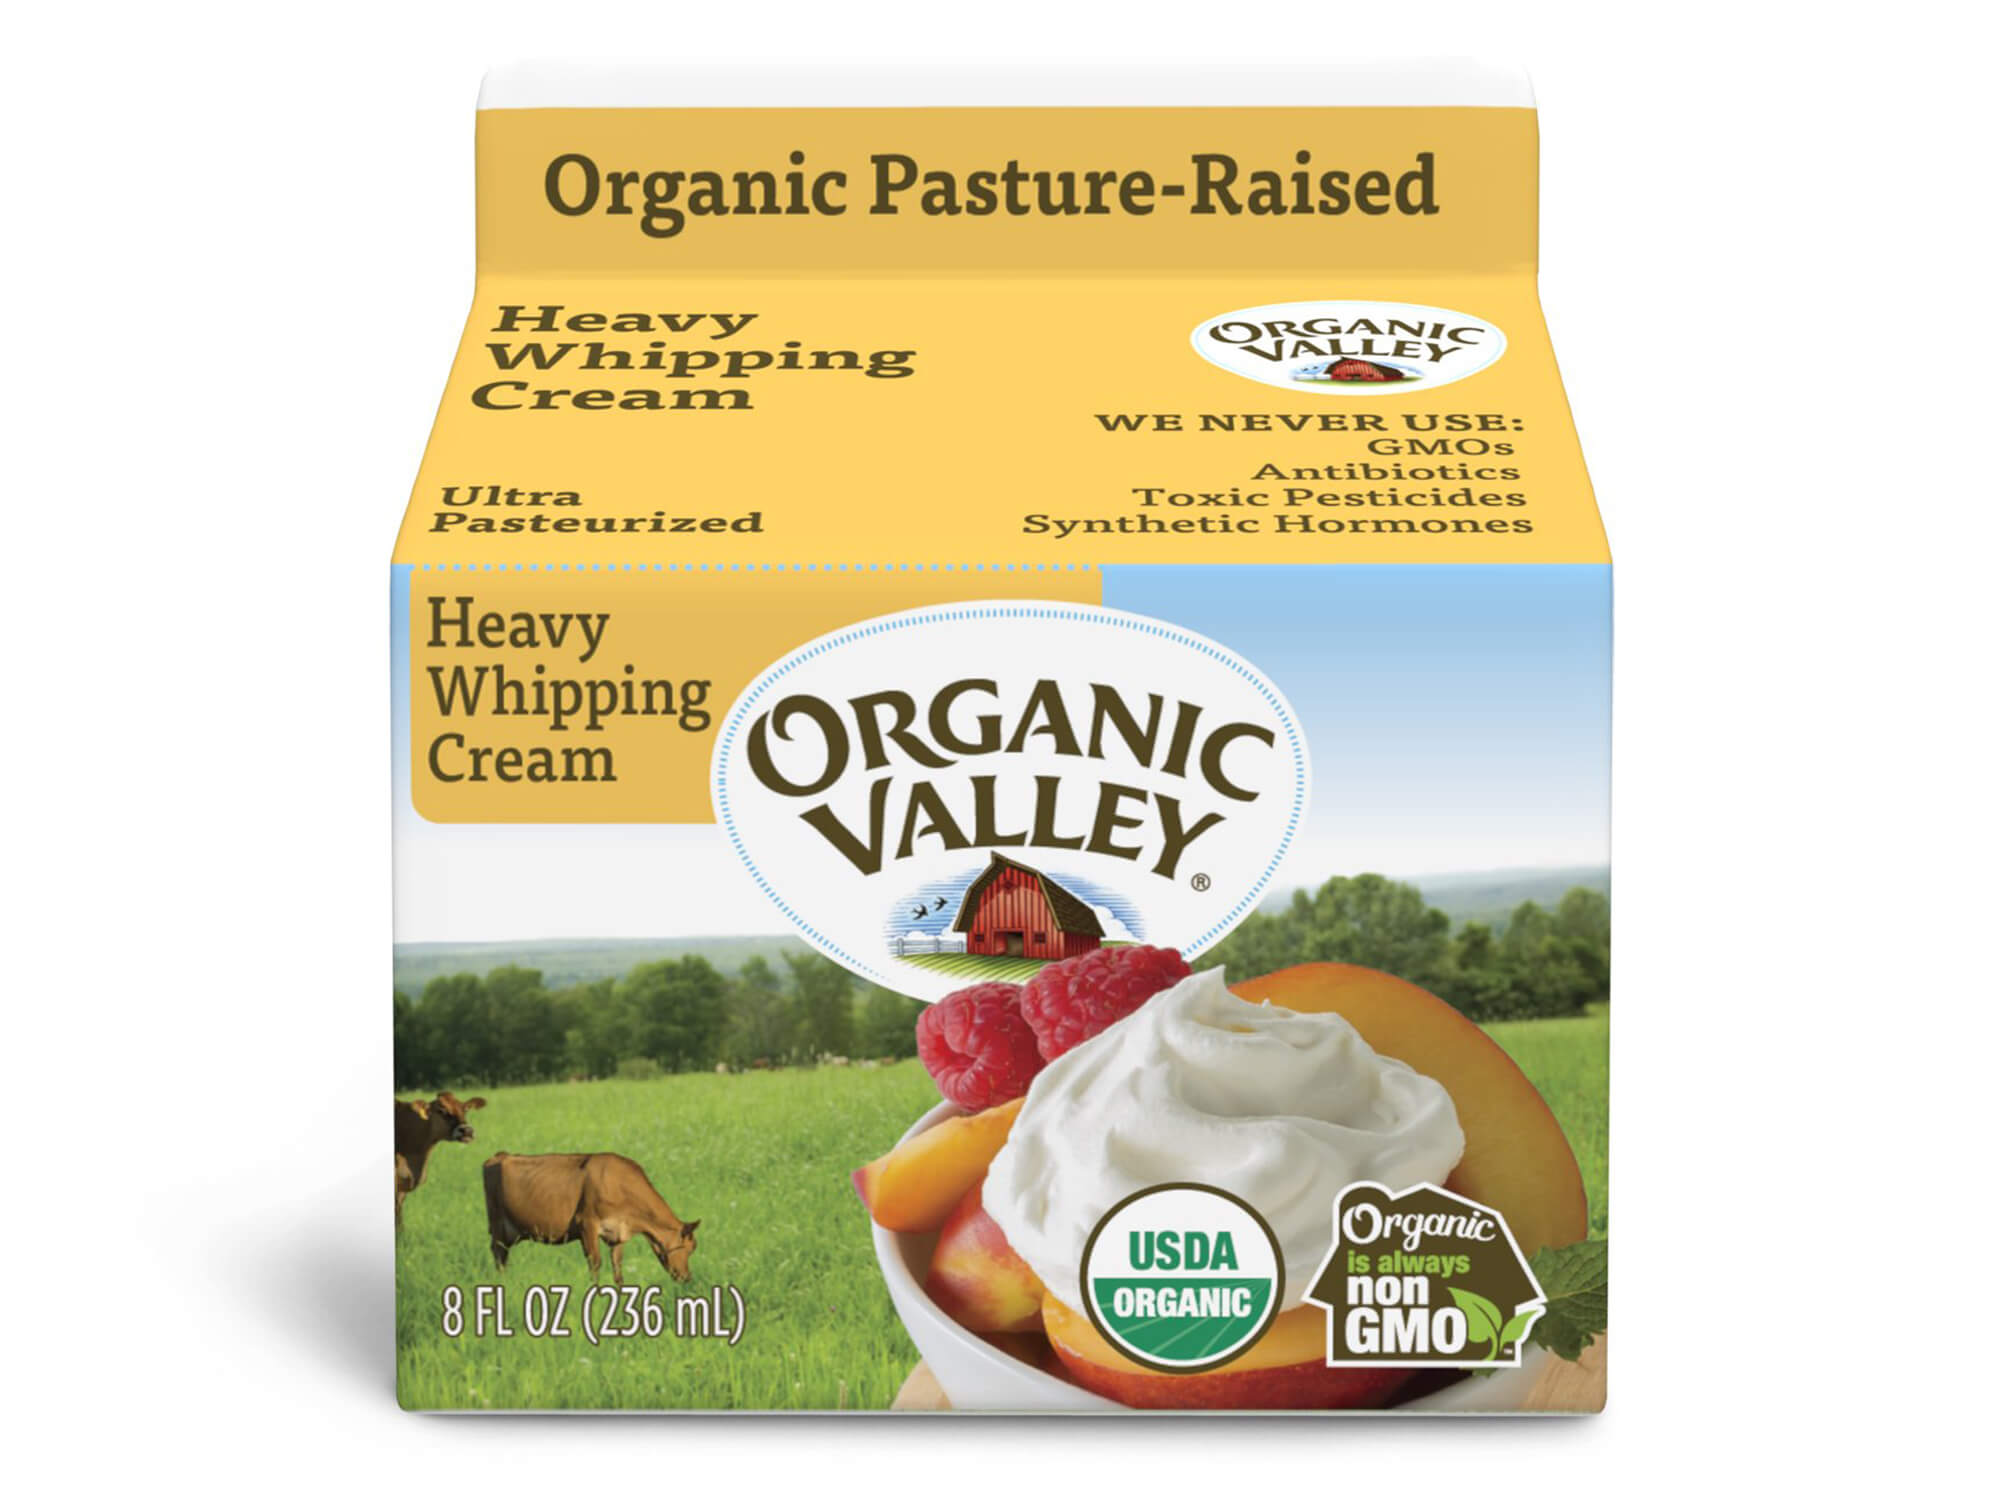 Organic Pasture-Raised
Heavy
Whipping
Cream
Ultra
Pasteurized
ORGANIC
VALLEY
WE NEVER USE:
GMOs
Antibiotics
Toxic Pesticides
Synthetic Hormones
Heavy
Whipping
Cream
ORGANIC
VALLEY®
8 FL OZ (236 mL)
USDA
ORGANIC
Organic
is always
non
GMO™